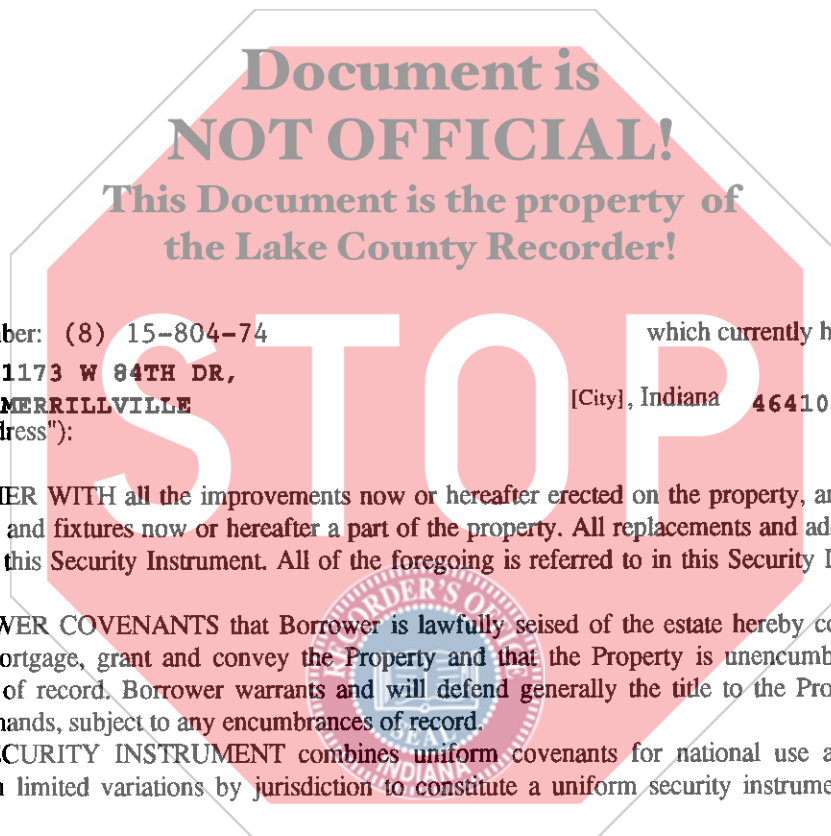 Document is
NOT OFFICIAL!
This Document is the property of
the Lake County Recorder!
STOP
ber: (8) 15-804-74 which currently h
1173 W 84TH DR,
MERRILLVILLE [City], Indiana 46410
dress"):
ER WITH all the improvements now or hereafter erected on the property, an
and fixtures now or hereafter a part of the property. All replacements and ad
this Security Instrument. All of the foregoing is referred to in this Security I
WER COVENANTS that Borrower is lawfully seised of the estate hereby co
ortgage, grant and convey the Property and that the Property is unencumb
of record. Borrower warrants and will defend generally the title to the Pro
nands, subject to any encumbrances of record.
CURITY INSTRUMENT combines uniform covenants for national use a
limited variations by jurisdiction to constitute a uniform security instrume
RECORDER'S OFFICE
SEAL
INDIANA